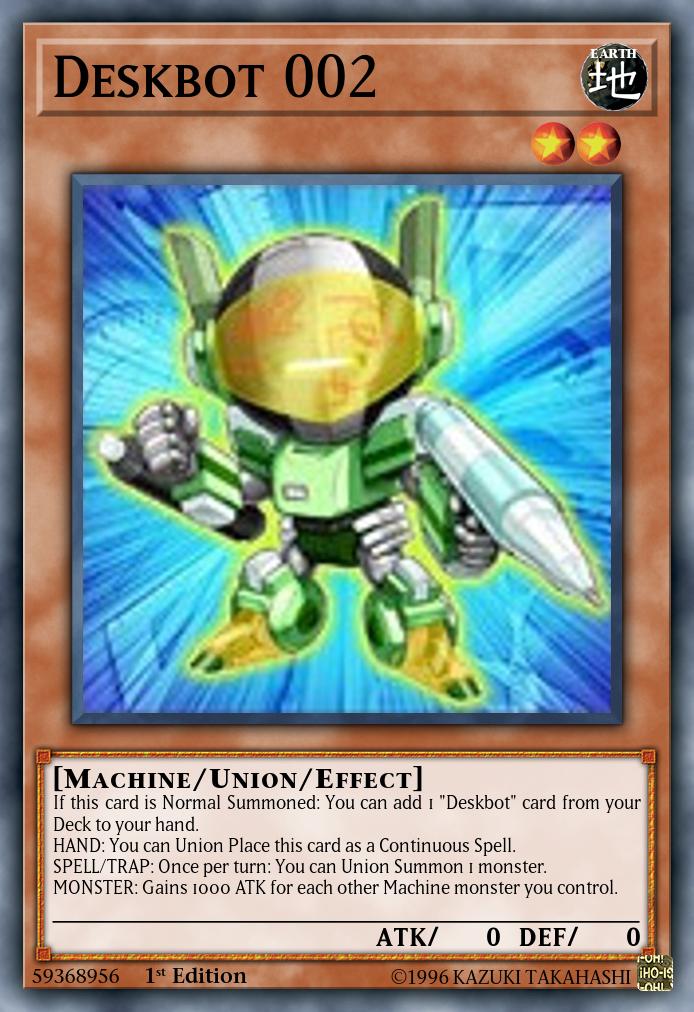 DESKBOT 002
EARTH
地
[MACHINE/UNION/EFFECT]
If this card is Normal Summoned: You can add 1 "Deskbot" card from your
Deck to your hand.
HAND: You can Union Place this card as a Continuous Spell.
SPELL/TRAP: Once per turn: You can Union Summon 1 monster.
MONSTER: Gains 1000 ATK for each other Machine monster you control.
ATK/ 0 DEF/ 0
59368956 1st Edition ©1996 KAZUKI TAKAHASHI